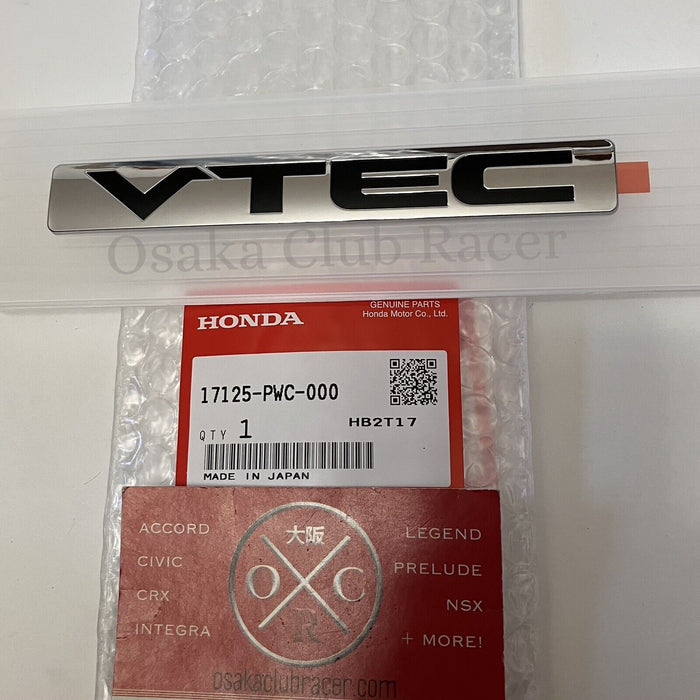 VTEC
Osaka Club Racer
GENUINE PARTS
HONDA
Honda Motor Co., Ltd.
17125-PWC-000
HB2T17
QTY 1
MADE IN JAPAN
ACCORD
CIVIC
CRX
INTEGRA
大阪
O C
R
LEGEND
PRELUDE
NSX
+ MORE!
osakaclubracer.com